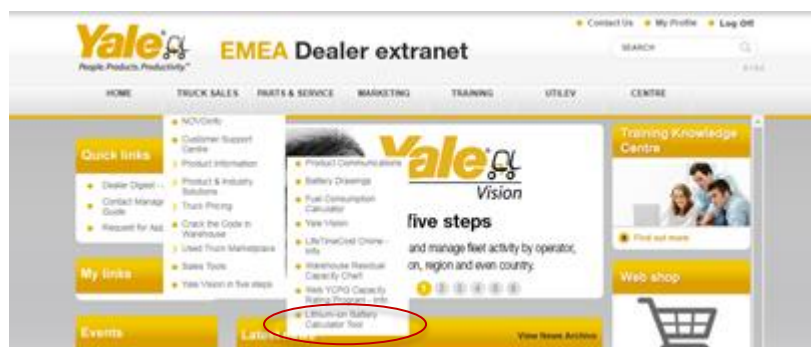 Contact Us My Profile Log Off
Yale
People. Products. Productivity.™
EMEA Dealer extranet
SEARCH
HOME TRUCK SALES PARTS & SERVICE MARKETING TRAINING UTILEV CENTRE
NOVOinfo
Customer Support
Centre
Product Information
Product & Industry
Solutions
Truck Pricing
Crack the Code in
Warehouse
Used Truck Marketplace
Sales Tools
Yale Vision in five steps
Product Communications
Battery Drawings
Fuel Consumption
Calculator
Yale Vision
LifeTimeCost Online -
Info
Warehouse Residual
Capacity Chart
Web YCPG Capacity
Rating Program - Info
Lithium-ion Battery
Calculator Tool
Quick links
Dealer Digest -
Contact Manage
Guide
Request for
My links
Events
Yale
Vision
five steps
and manage fleet activity by operator,
on, region and even country.
1 2 3 4 5 6
Latest
View News Archive
Training Knowledge
Centre
Find out more
Web shop